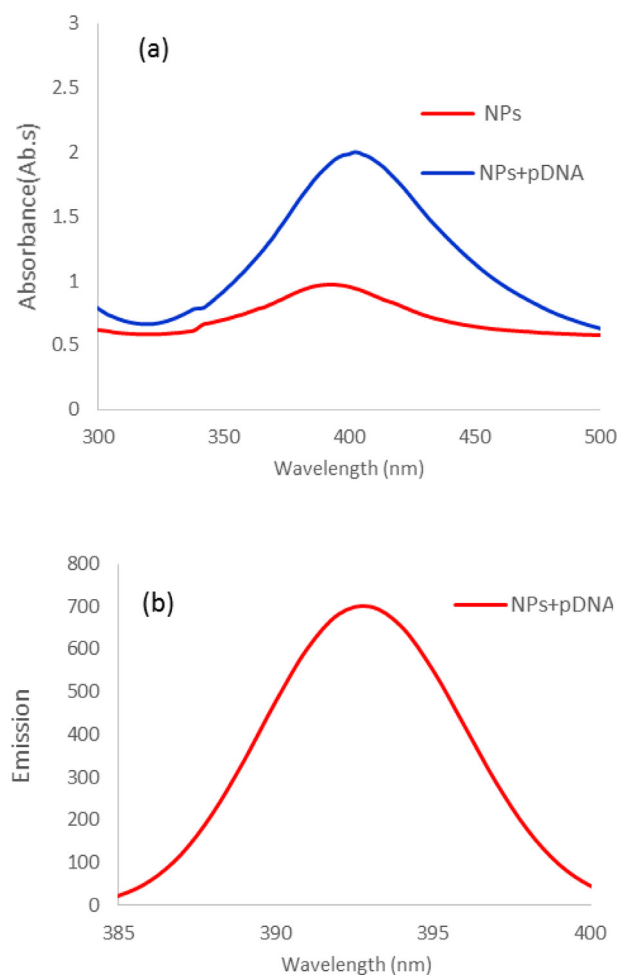 (a)
3
2.5
2
1.5
1
0.5
0
Absorbance(Ab.s)
NPs
NPs+pDNA
300
350
400
450
500
Wavelength (nm)
(b)
800
700
600
500
400
300
200
100
0
Emission
NPs+pDNA
385
390
395
400
Wavelength (nm)